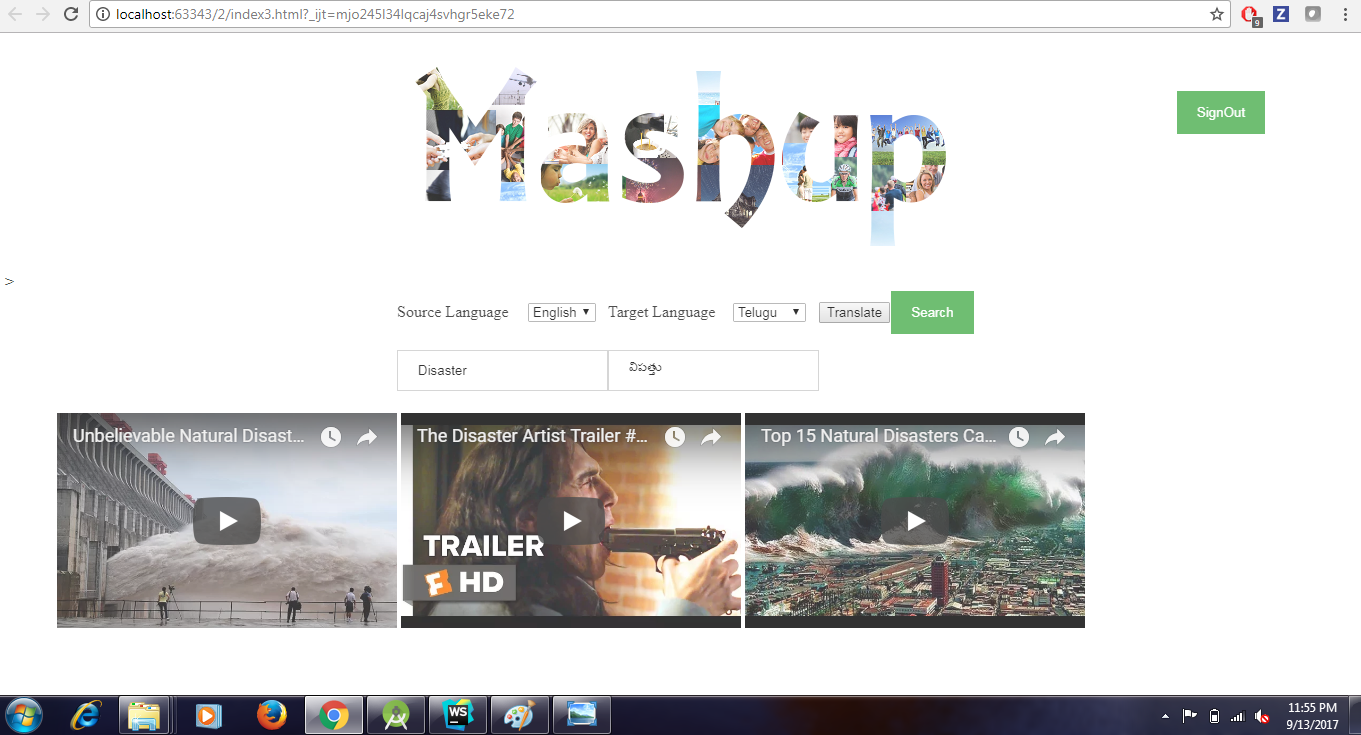 localhost:63343/2/index3.html?_ijt=mjo245l34lqcaj4svhgr5eke72
9
Z
Mashup
SignOut
>
Source Language English Target Language Telugu Translate Search
Disaster విపత్తు
Unbelievable Natural Disast... The Disaster Artist Trailer #... Top 15 Natural Disasters Ca...
TRAILER
F HD
WS
11:55 PM
9/13/2017